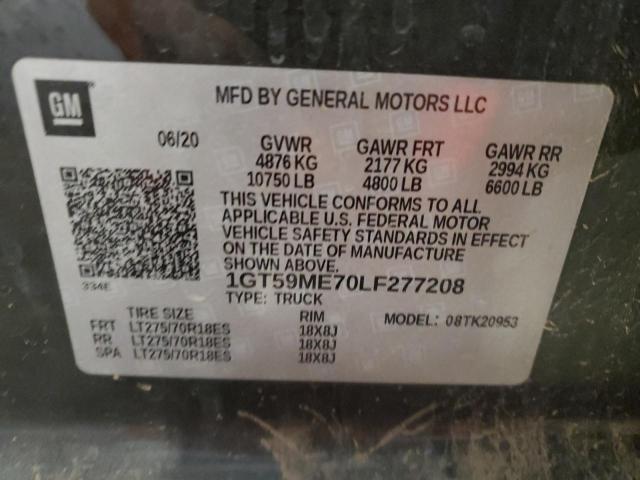 GM
MFD BY GENERAL MOTORS LLC
06/20 GVWR GAWR FRT GAWR RR
4876 KG 2177 KG 2994 KG
10750 LB 4800 LB 6600 LB
THIS VEHICLE CONFORMS TO ALL
APPLICABLE U.S. FEDERAL MOTOR
VEHICLE SAFETY STANDARDS IN EFFECT
ON THE DATE OF MANUFACTURE
SHOWN ABOVE.
334E 1GT59ME70LF277208
TYPE: TRUCK
TIRE SIZE RIM MODEL: 08TK20953
FRT LT275/70R18ES 18X8J
RR LT275/70R18ES 18X8J
SPA LT275/70R18ES 18X8J